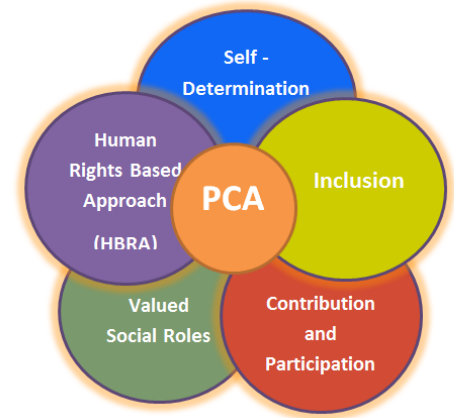 Self -
Determination
Human
Rights Based
Approach
(HBRA)
PCA
Inclusion
Valued
Social Roles
Contribution
and
Participation